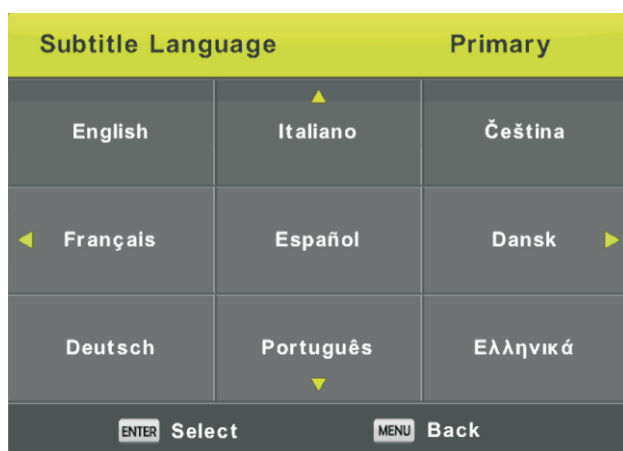 Subtitle Language Primary
English Italiano Čeština
Français Español Dansk
Deutsch Português Ελληνικά
ENTER Select MENU Back